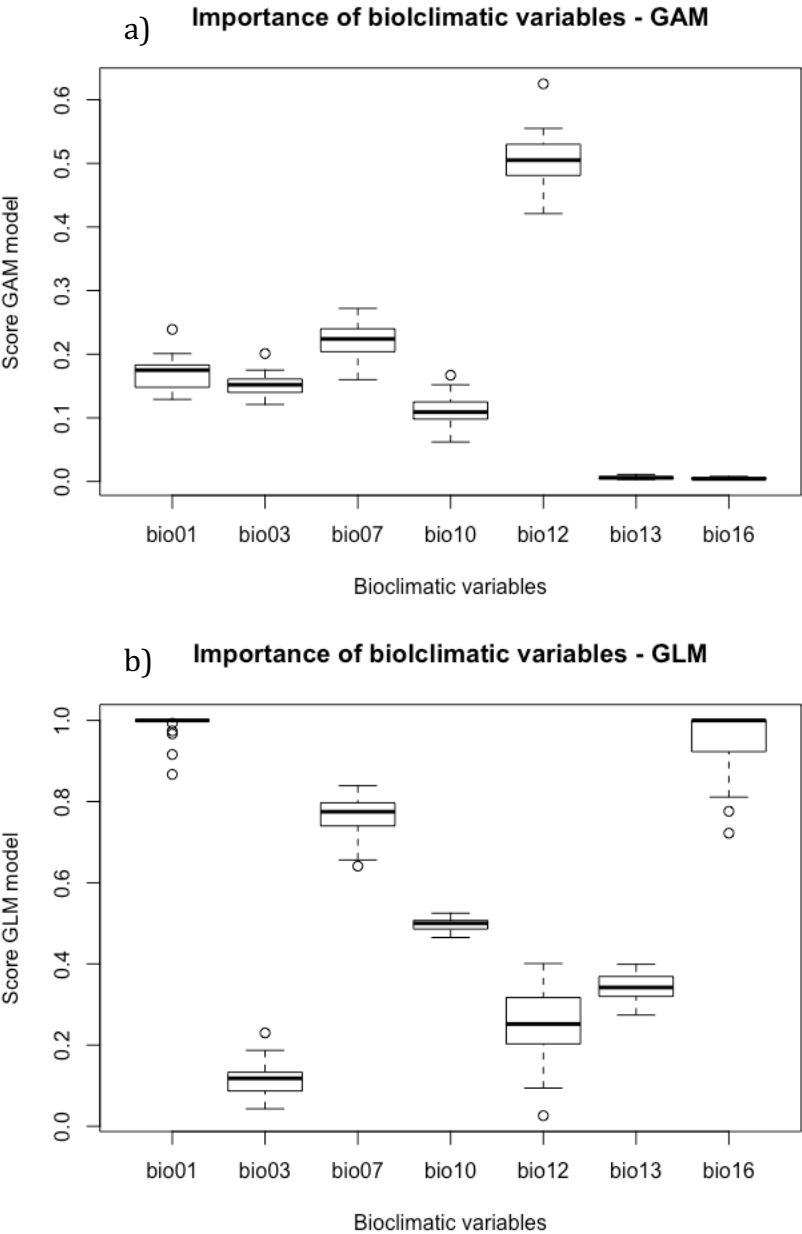 a) Importance of biolclimatic variables - GAM
Score GAM model
0.6
0.5
0.4
0.3
0.2
0.1
0.0
bio01 bio03 bio07 bio10 bio12 bio13 bio16
Bioclimatic variables
b) Importance of biolclimatic variables - GLM
Score GLM model
1.0
0.8
0.6
0.4
0.2
0.0
bio01 bio03 bio07 bio10 bio12 bio13 bio16
Bioclimatic variables